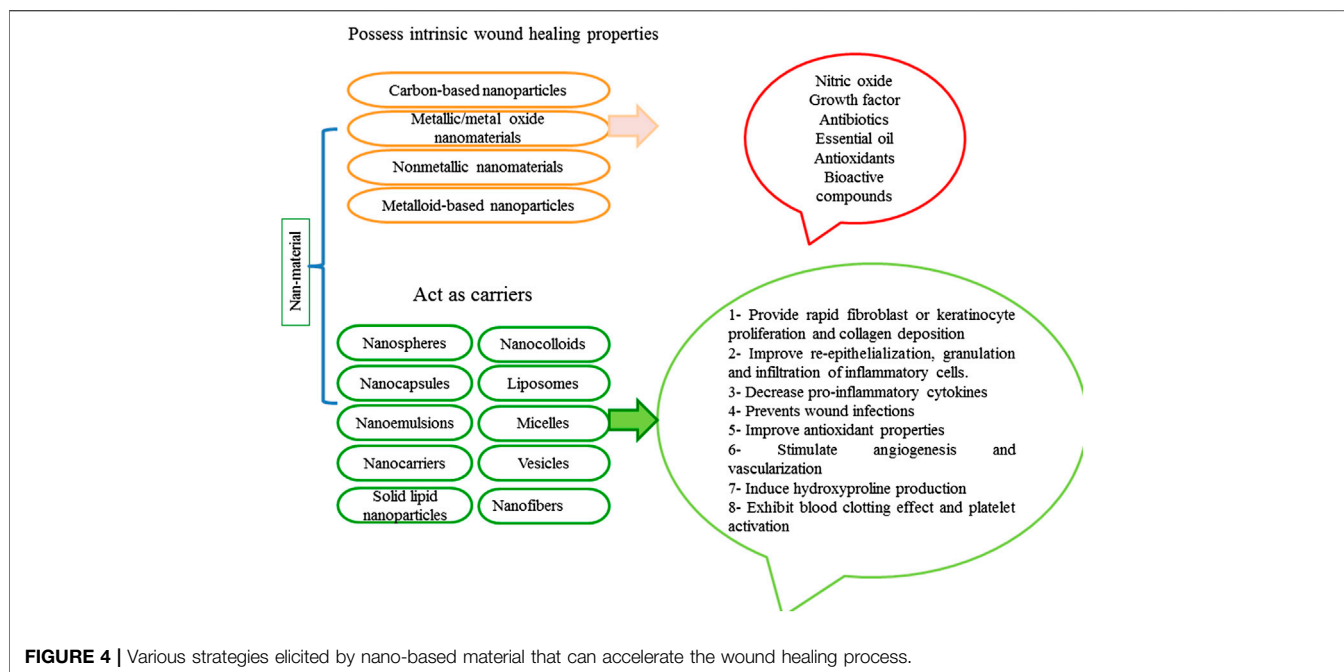 Possess intrinsic wound healing properties
Carbon-based nanoparticles
Metallic/metal oxide
nanomaterials
Nonmetallic nanomaterials
Metalloid-based nanoparticles
Nitric oxide
Growth factor
Antibiotics
Essential oil
Antioxidants
Bioactive
compounds
Nan-material
Act as carriers
Nanospheres
Nanocolloids
Nanocapsules
Liposomes
Nanoemulsions
Micelles
Nanocarriers
Vesicles
Solid lipid
nanoparticles
Nanofibers
1- Provide rapid fibroblast or keratinocyte
proliferation and collagen deposition
2- Improve re-epithelialization, granulation
and infiltration of inflammatory cells.
3- Decrease pro-inflammatory cytokines
4- Prevents wound infections
5- Improve antioxidant properties
6- Stimulate angiogenesis and
vascularization
7- Induce hydroxyproline production
8- Exhibit blood clotting effect and platelet
activation
FIGURE 4 | Various strategies elicited by nano-based material that can accelerate the wound healing process.